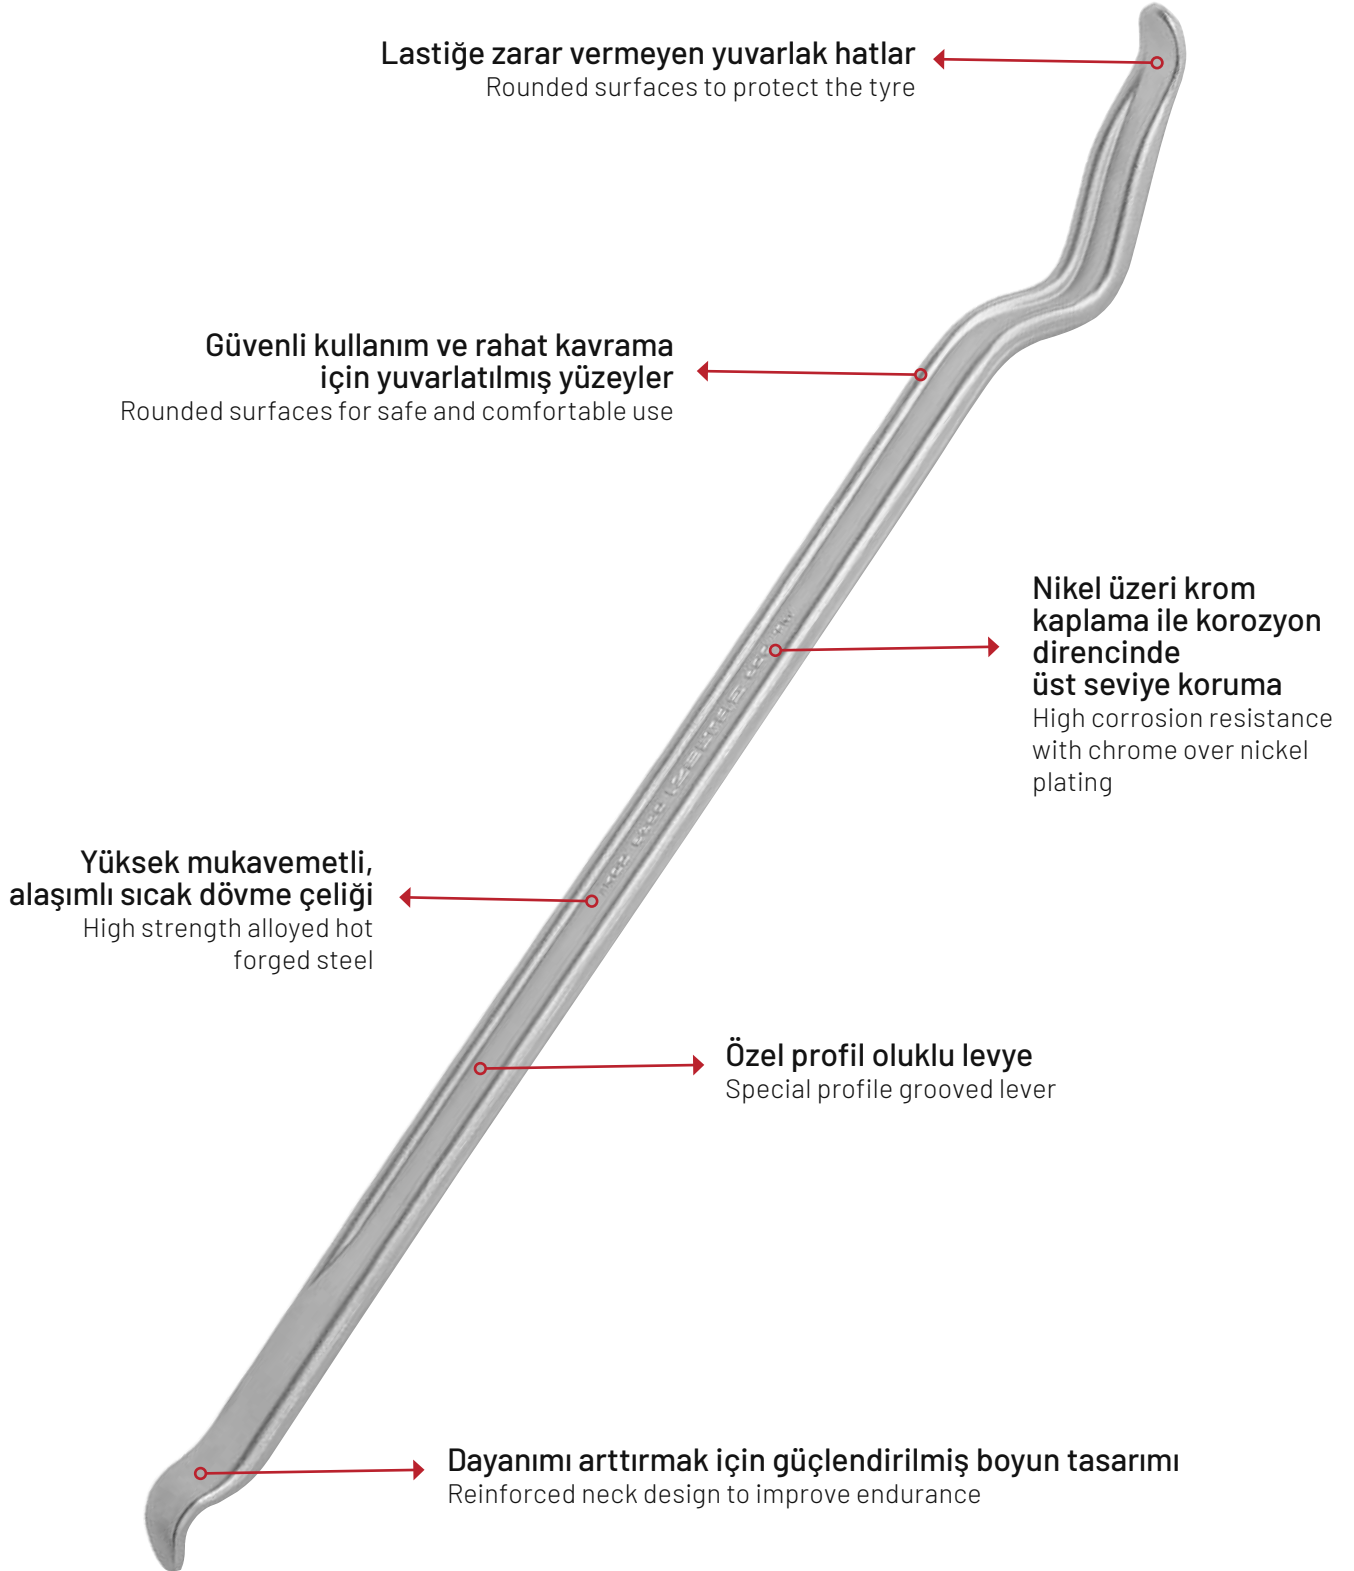 Lastiğe zarar vermeyen yuvarlak hatlar
Rounded surfaces to protect the tyre
Güvenli kullanım ve rahat kavrama
için yuvarlatılmış yüzeyler
Rounded surfaces for safe and comfortable use
Nikel üzeri krom
kaplama ile korozyon
direncinde
üst seviye koruma
High corrosion resistance
with chrome over nickel
plating
Yüksek mukavemetli,
alaşımlı sıcak dövme çeliği
High strength alloyed hot
forged steel
Özel profil oluklu levye
Special profile grooved lever
Dayanımı arttırmak için güçlendirilmiş boyun tasarımı
Reinforced neck design to improve endurance